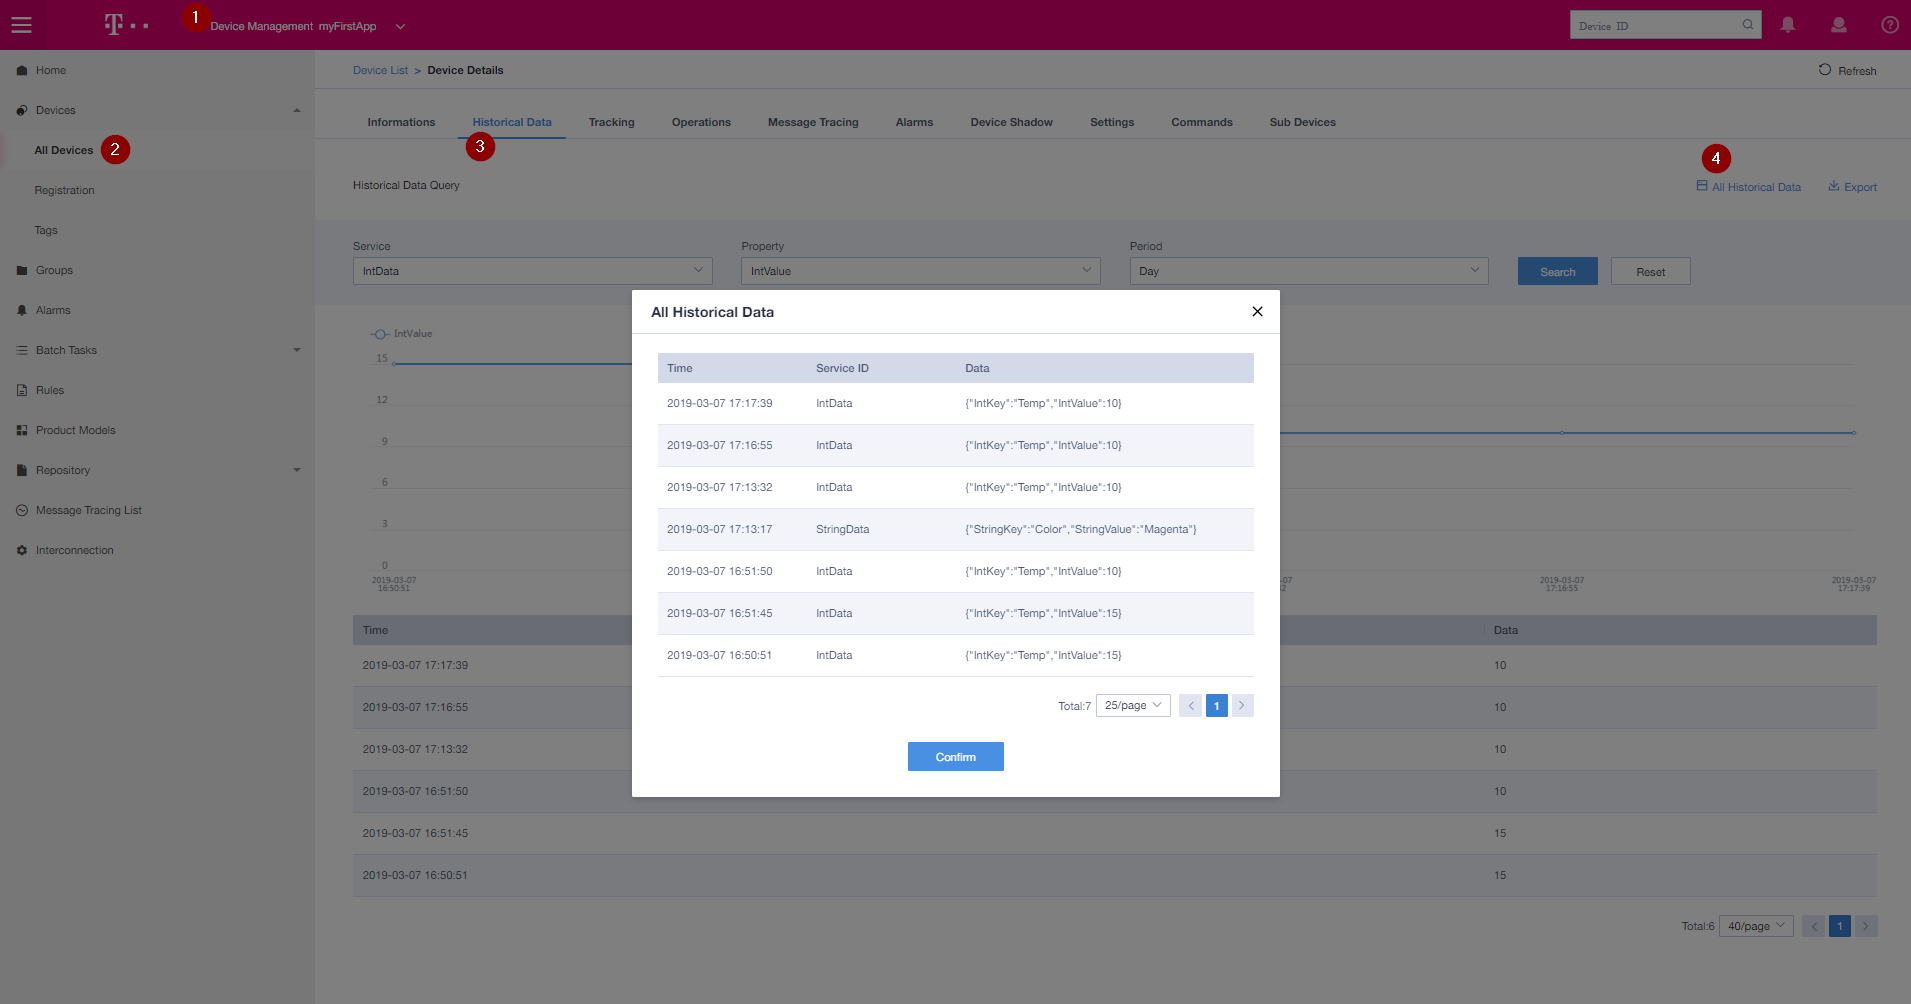 1
T
Device Management myFirstApp
Device ID
Home
Devices
All Devices
2
Registration
Tags
Groups
Alarms
Batch Tasks
Rules
Product Models
Repository
Message Tracing List
Interconnection
Device List > Device Details
Refresh
Informations
Historical Data
Tracking
Operations
Message Tracing
Alarms
Device Shadow
Settings
Commands
Sub Devices
3
4
Historical Data Query
All Historical Data
Export
Service
Property
Period
IntData
IntValue
Day
Search
Reset
IntValue
15
12
9
6
3
0
2019-03-07
16:50:51
-07
2
2019-03-07
17:16:55
2019-03-07
17:17:39
All Historical Data
Time Service ID Data
2019-03-07 17:17:39 IntData {"IntKey":"Temp","IntValue":10}
2019-03-07 17:16:55 IntData {"IntKey":"Temp","IntValue":10}
2019-03-07 17:13:32 IntData {"IntKey":"Temp","IntValue":10}
2019-03-07 17:13:17 StringData {"StringKey":"Color","StringValue":"Magenta"}
2019-03-07 16:51:50 IntData {"IntKey":"Temp","IntValue":10}
2019-03-07 16:51:45 IntData {"IntKey":"Temp","IntValue":15}
2019-03-07 16:50:51 IntData {"IntKey":"Temp","IntValue":15}
Total:7 25/page < 1 >
Confirm
Time Data
2019-03-07 17:17:39 10
2019-03-07 17:16:55 10
2019-03-07 17:13:32 10
2019-03-07 16:51:50 10
2019-03-07 16:51:45 15
2019-03-07 16:50:51 15
Total:6 40/page < 1 >